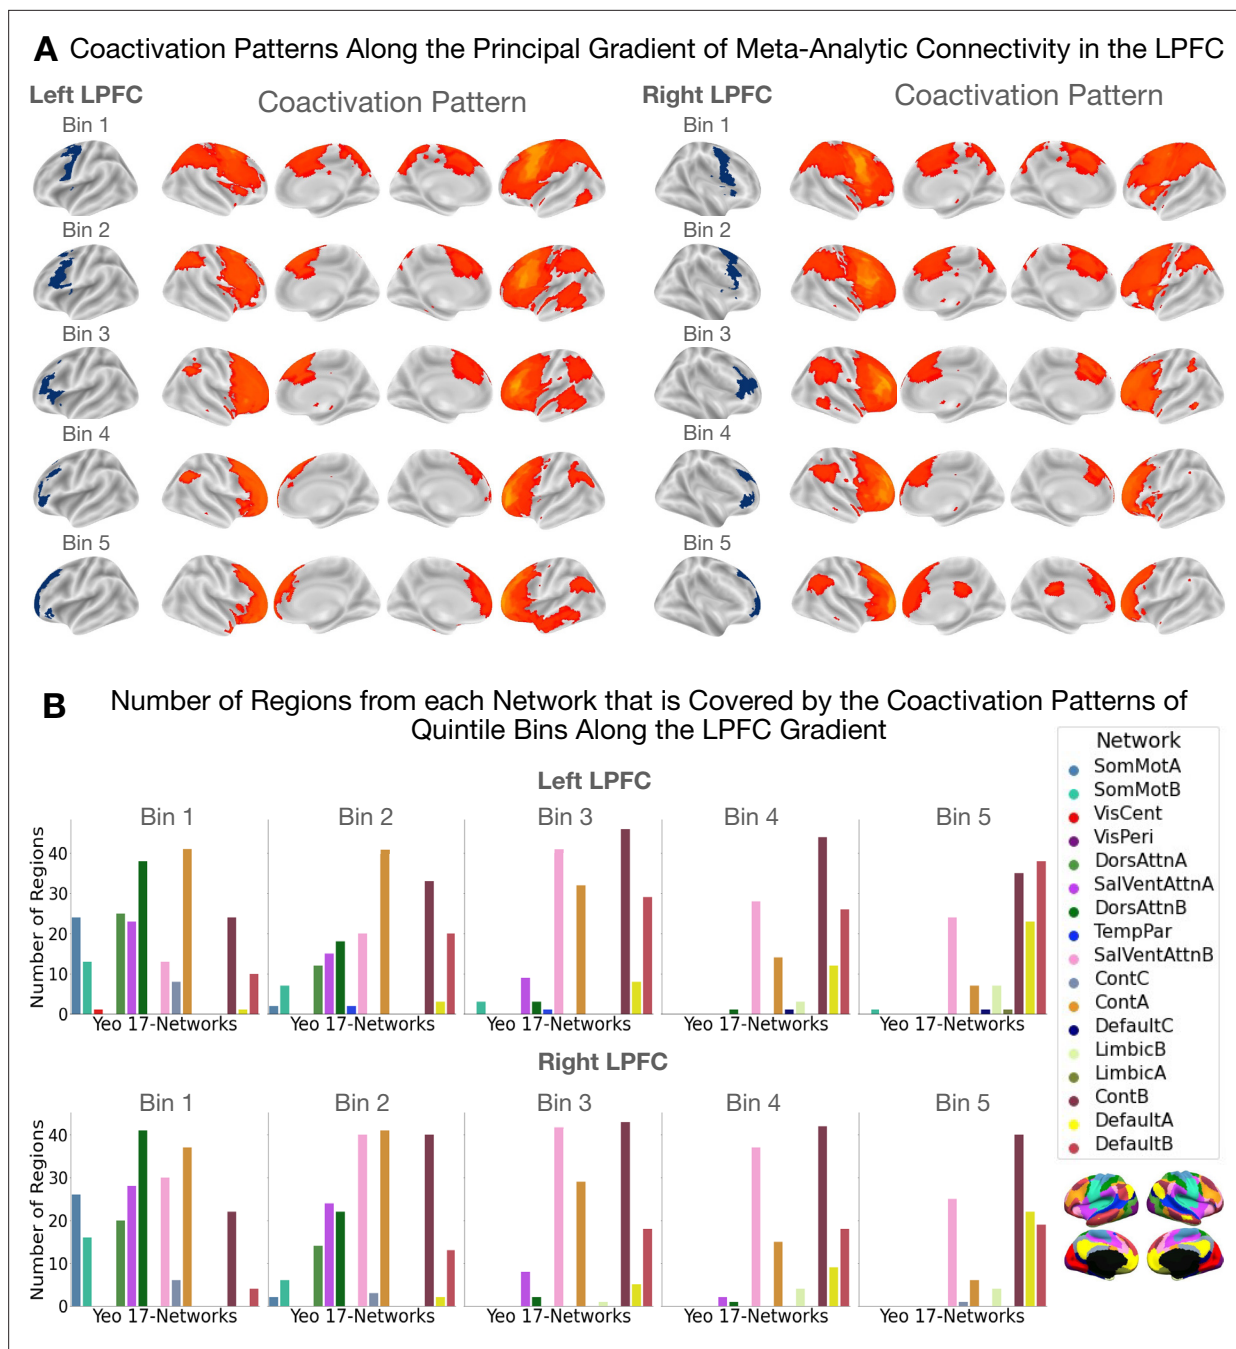 A Coactivation Patterns Along the Principal Gradient of Meta-Analytic Connectivity in the LPFC
Left LPFC
Coactivation Pattern
Right LPFC
Coactivation Pattern
Bin 1
Bin 1
Bin 2
Bin 2
Bin 3
Bin 3
Bin 4
Bin 4
Bin 5
Bin 5
B Number of Regions from each Network that is Covered by the Coactivation Patterns of
Quintile Bins Along the LPFC Gradient
Left LPFC
Bin 1
Bin 2
Bin 3
Bin 4
Bin 5
Number of Regions
40
30
20
10
0
Yeo 17-Networks
Yeo 17-Networks
Yeo 17-Networks
Yeo 17-Networks
Yeo 17-Networks
Right LPFC
Bin 1
Bin 2
Bin 3
Bin 4
Bin 5
Number of Regions
40
30
20
10
0
Yeo 17-Networks
Yeo 17-Networks
Yeo 17-Networks
Yeo 17-Networks
Yeo 17-Networks
Network
SomMotA
SomMotB
VisCent
VisPeri
DorsAttnA
SalVentAttnA
DorsAttnB
TempPar
SalVentAttnB
ContC
ContA
DefaultC
LimbicB
LimbicA
ContB
DefaultA
DefaultB